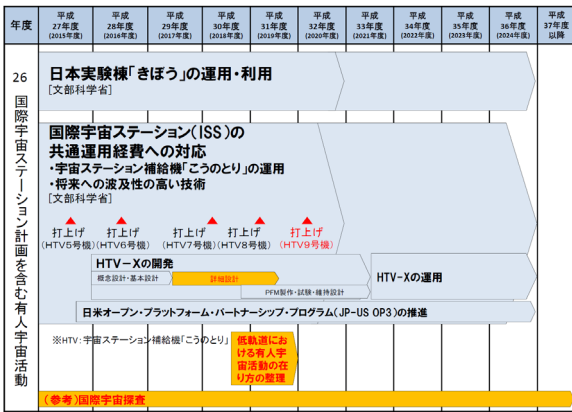 年度
平成
27年度
(2015年度)
平成
28年度
(2016年度)
平成
29年度
(2017年度)
平成
30年度
(2018年度)
平成
31年度
(2019年度)
平成
32年度
(2020年度)
平成
33年度
(2021年度)
平成
34年度
(2022年度)
平成
35年度
(2023年度)
平成
36年度
(2024年度)
平成
37年度
以降
26
国際宇宙ステーション計画を含む有人宇宙活動
日本実験棟「きぼう」の運用・利用
[文部科学省]
国際宇宙ステーション(ISS)の
共通運用経費への対応
・宇宙ステーション補給機「こうのとり」の運用
・将来への波及性の高い技術
[文部科学省]
打上げ
(HTV5号機)
打上げ
(HTV6号機)
打上げ
(HTV7号機)
打上げ
(HTV8号機)
打上げ
(HTV9号機)
HTV-Xの開発
概念設計・基本設計
詳細設計
PFM製作・試験・維持設計
HTV-Xの運用
日米オープン・プラットフォーム・パートナーシップ・プログラム(JP-US OP3)の推進
※HTV:宇宙ステーション補給機「こうのとり」
低軌道にお
ける有人宇
宙活動の在
り方の整理
(参考)国際宇宙探査